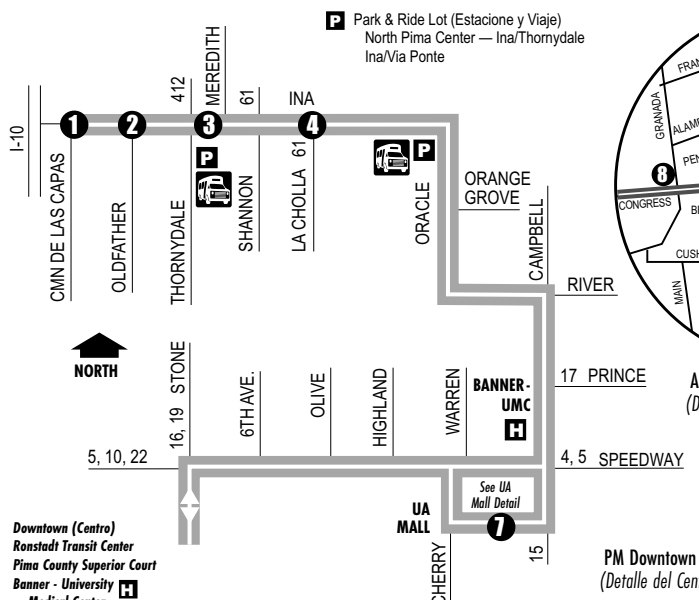 P Park & Ride Lot (Estacione y Viaje)
North Pima Center — Ina/Thornydale
Ina/Via Ponte
I-10
1
2
3
4
412
MEREDITH
61
INA
CMN DE LAS CAPAS
OLDFATHER
THORNYDALE
P
SHANNON
LA CHOLLA 61
P
ORACLE
ORANGE
GROVE
CAMPBELL
RIVER
GRANADA
8
CONGRESS
MAIN
NORTH
16, 19 STONE
6TH AVE.
OLIVE
HIGHLAND
WARREN
BANNER-
UMC
H
17 PRINCE
5, 10, 22
4, 5 SPEEDWAY
See UA
Mall Detail
UA
MALL
7
CHERRY
15
Downtown (Centro)
Ronstadt Transit Center
Pima County Superior Court
Banner - University H
Medical Center
PM Downtown